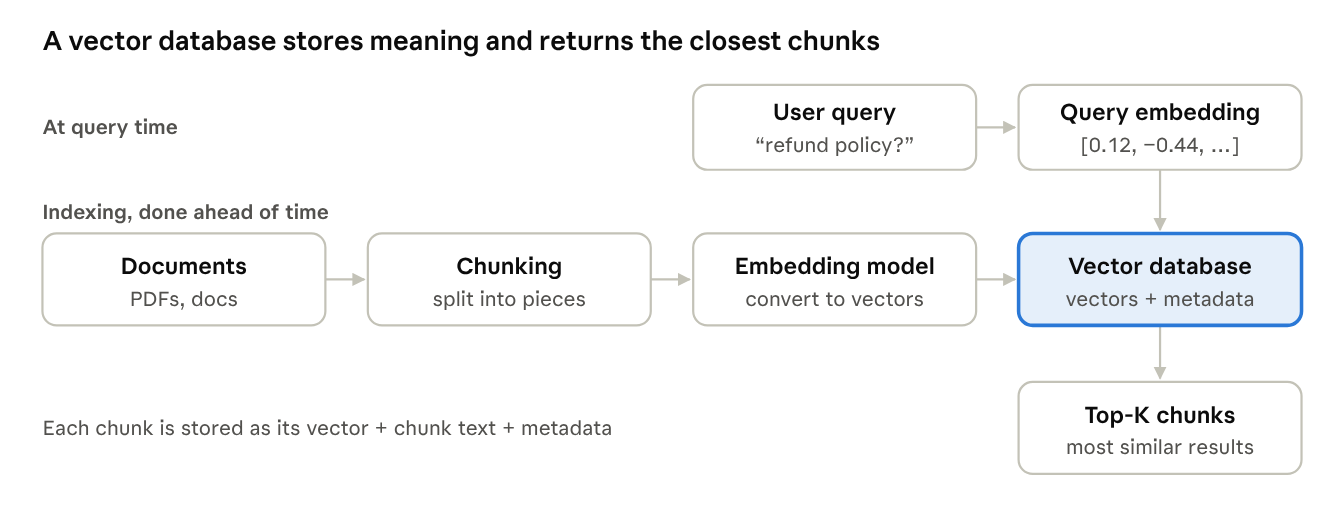 A vector database stores meaning and returns the closest chunks
At query time
User query
“refund policy?”
Query embedding
[0.12, −0.44, ...]
Indexing, done ahead of time
Documents
PDFs, docs
Chunking
split into pieces
Embedding model
convert to vectors
Vector database
vectors + metadata
Each chunk is stored as its vector + chunk text + metadata
Top-K chunks
most similar results